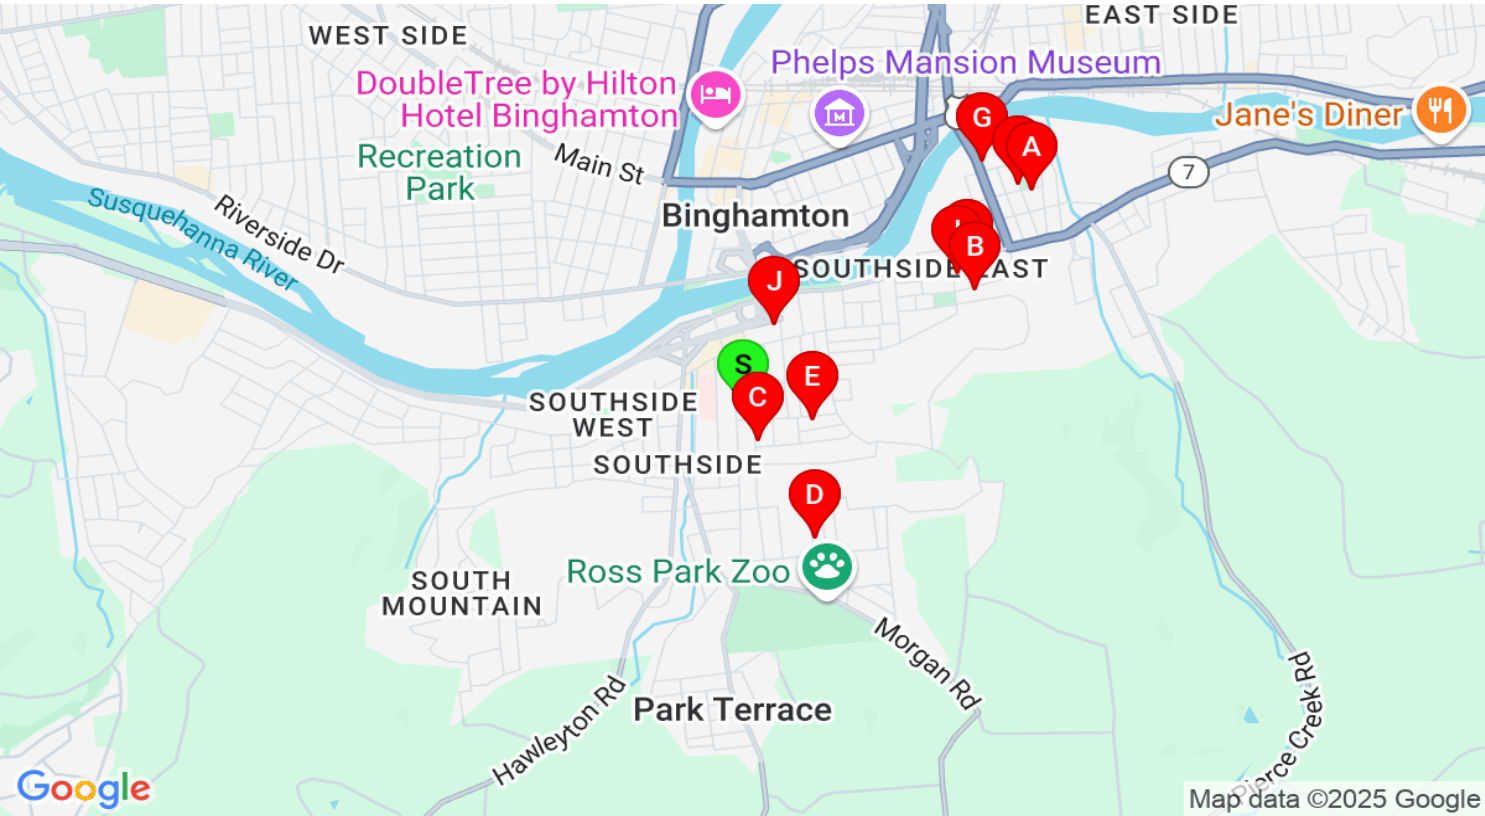 EAST SIDE
WEST SIDE
Phelps Mansion Museum
DoubleTree by Hilton
Hotel Binghamton
Jane's Diner
G
A
Recreation
Park
Main St
7
Susquehanna River
Riverside Dr
Binghamton
B
SOUTHSIDE EAST
J
S
E
C
SOUTHSIDE
WEST
SOUTHSIDE
D
Ross Park Zoo
SOUTH
MOUNTAIN
Morgan Rd
Hawleyton Rd
Park Terrace
Pierce Creek Rd
Google
Map data ©2025 Google